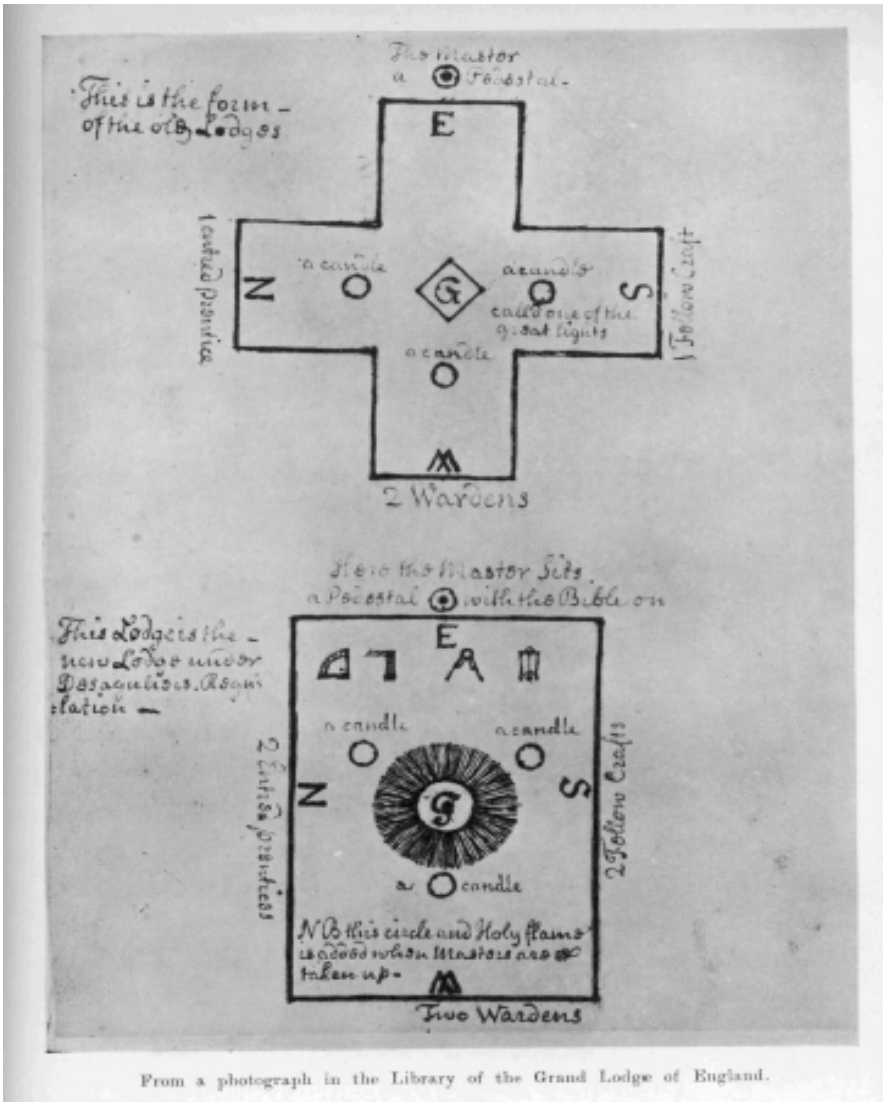 The Master
a Pedestal-
This is the form-
of the old Lodges
E
1 entred prentice
N
a candle
G
a candle
called one of the
great lights
S
1 Fellow Craft
a candle
W
2 Wardens
Here the Master Sits
a Pedestal with the Bible on
This Lodge is the -
new Lodge under
Desaguliers. Regu
lation -
E
a candle
a candle
2 Entred prentices
N
G
S
2 Fellow Crafts
a candle
NB this circle and Holy flame
is added when Masters are
taken up-
W
Two Wardens
From a photograph in the Library of the Grand Lodge of England.